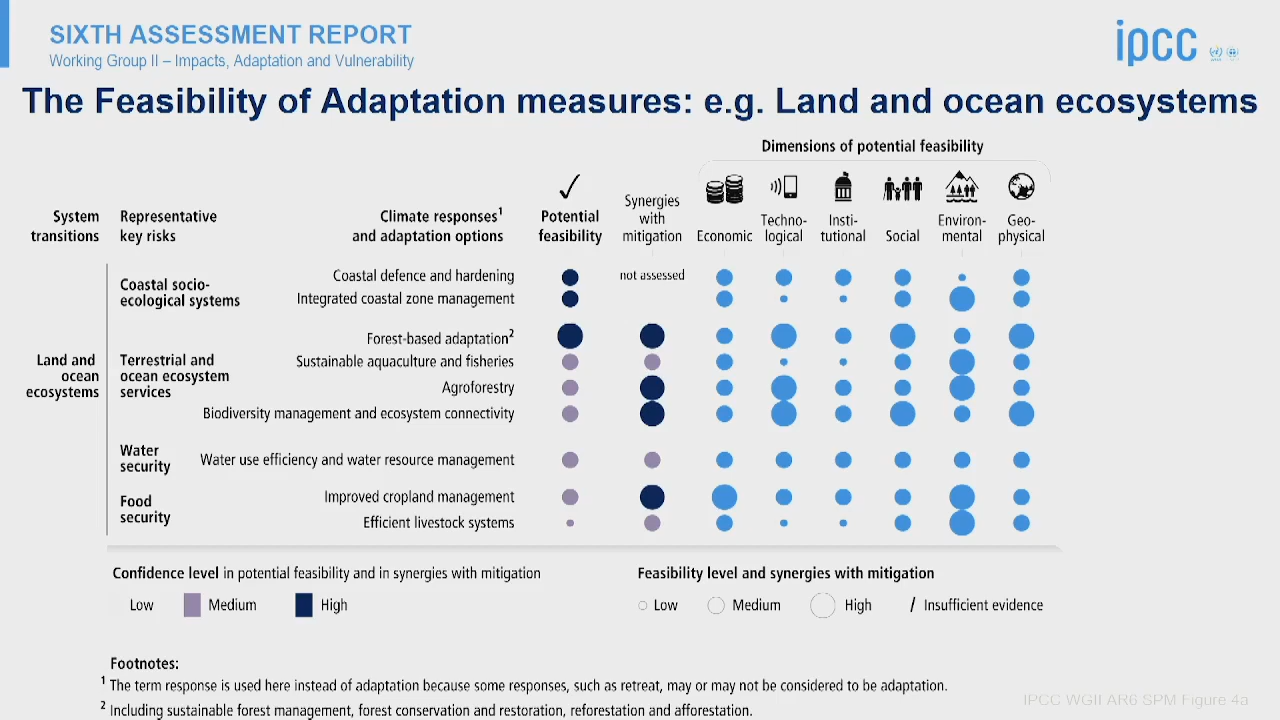 SIXTH ASSESSMENT REPORT
Working Group II – Impacts, Adaptation and Vulnerability
ipcc
The Feasibility of Adaptation measures: e.g. Land and ocean ecosystems
Dimensions of potential feasibility
System
transitions
Representative
key risks
Climate responses¹
and adaptation options
Potential
feasibility
Synergies
with
mitigation
Economic
Techno-
logical
Insti-
tutional
Social
Environ-
mental
Geo-
physical
Land and
ocean
ecosystems
Coastal socio-
ecological systems
Coastal defence and hardening
not assessed
Integrated coastal zone management
Terrestrial and
ocean ecosystem
services
Forest-based adaptation²
Sustainable aquaculture and fisheries
Agroforestry
Biodiversity management and ecosystem connectivity
Water
security
Water use efficiency and water resource management
Food
security
Improved cropland management
Efficient livestock systems
Confidence level in potential feasibility and in synergies with mitigation
Low
Medium
High
Feasibility level and synergies with mitigation
Low
Medium
High
/ Insufficient evidence
Footnotes:
¹ The term response is used here instead of adaptation because some responses, such as retreat, may or may not be considered to be adaptation.
² Including sustainable forest management, forest conservation and restoration, reforestation and afforestation.
IPCC WGII AR6 SPM Figure 4a